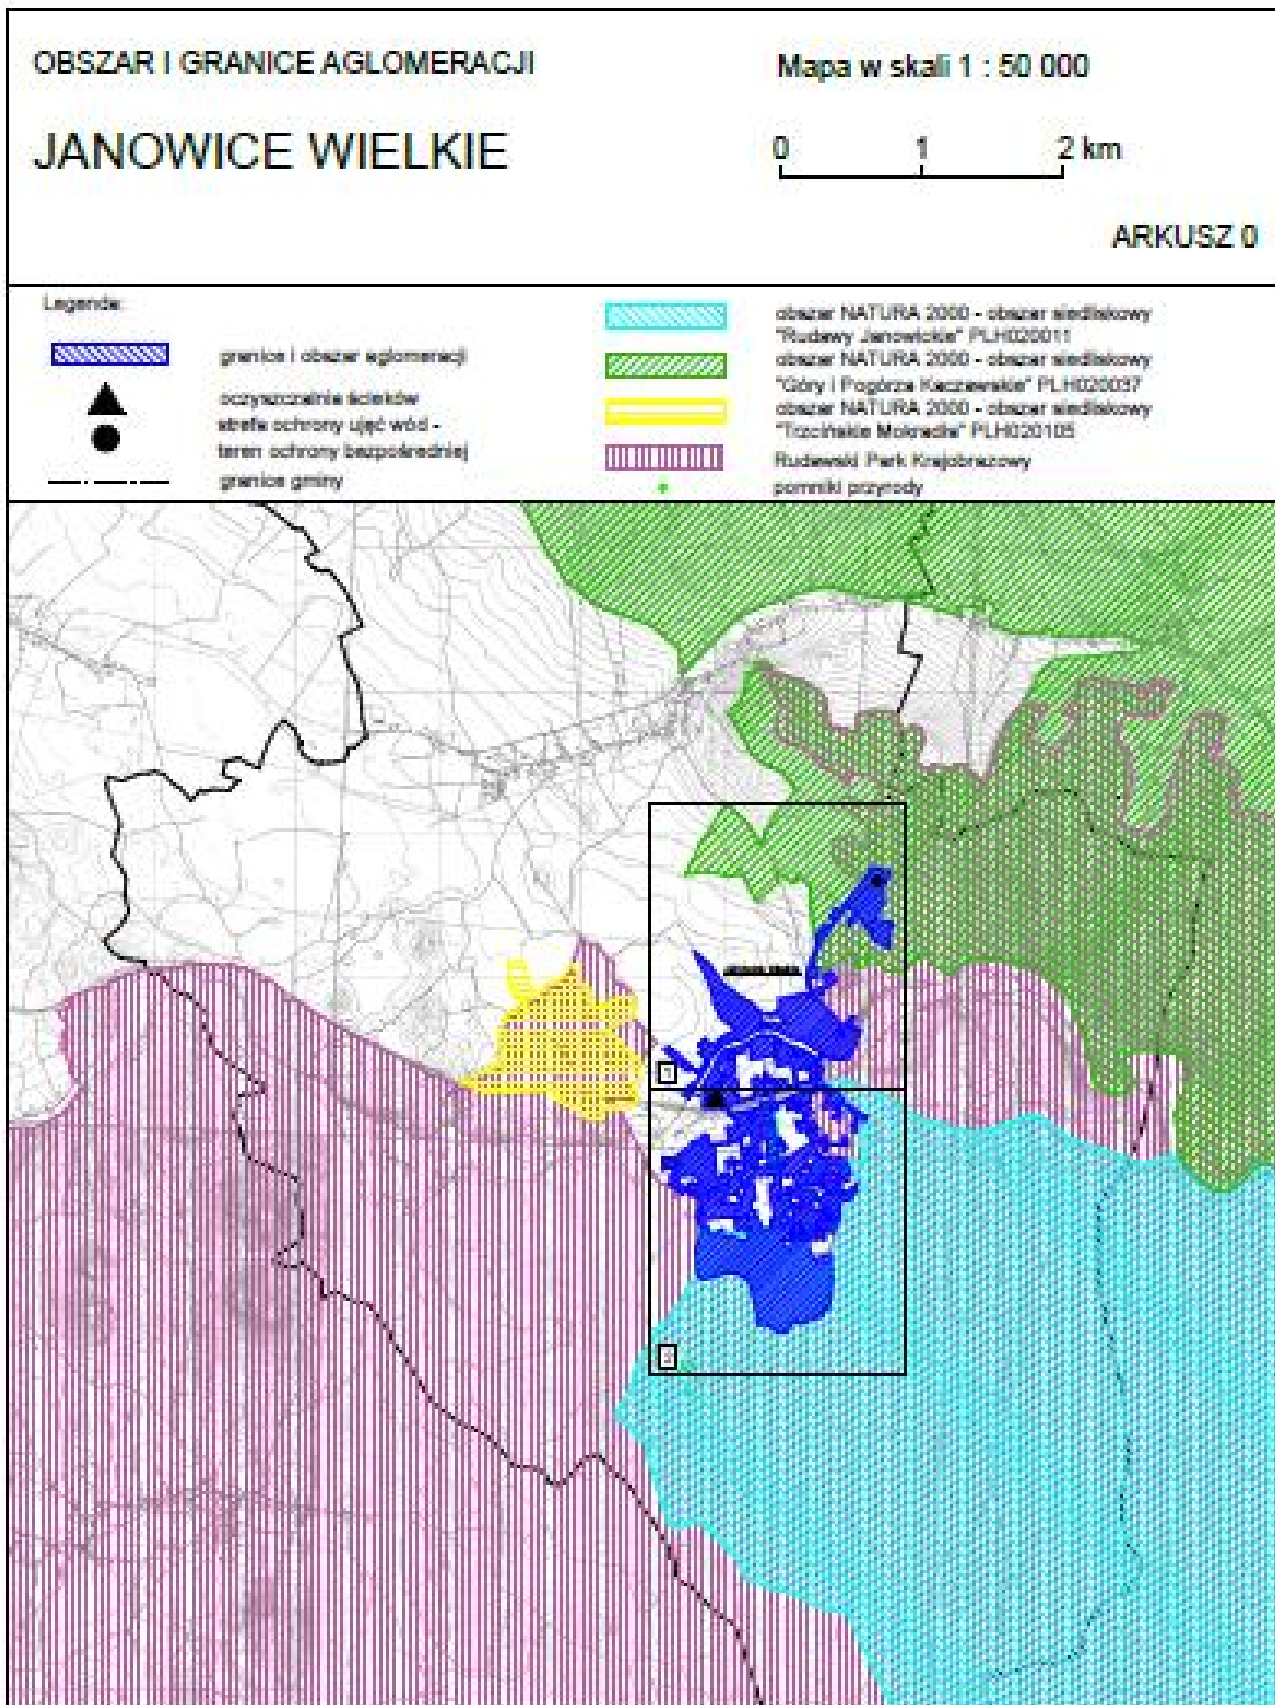 OBSZAR I GRANICE AGLOMERACJI
JANOWICE WIELKIE
Mapa w skali 1 : 50 000
0 1 2 km
ARKUSZ 0
Legenda:
granice i obszar aglomeracji
oczyszczalnia ścieków
strefa ochrony ujęć wód -
teren ochrony bezpośredniej
granice gminy
obszar NATURA 2000 - obszar siedliskowy
"Rudawy Janowickie" PLH020011
obszar NATURA 2000 - obszar siedliskowy
"Góry i Pogórza Kaczawskie" PLH020037
obszar NATURA 2000 - obszar siedliskowy
"Trzcińskie Mokradła" PLH020105
Rudawski Park Krajobrazowy
pomniki przyrody
1
2